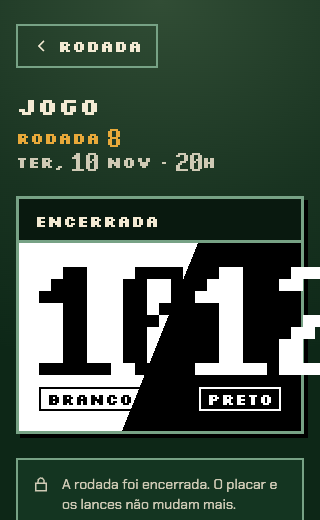 RODADA
JOGO
RODADA 8
TER, 10 NOV · 20H
ENCERRADA
12
BRANCO
PRETO
A rodada foi encerrada. O placar e
os lances não mudam mais.